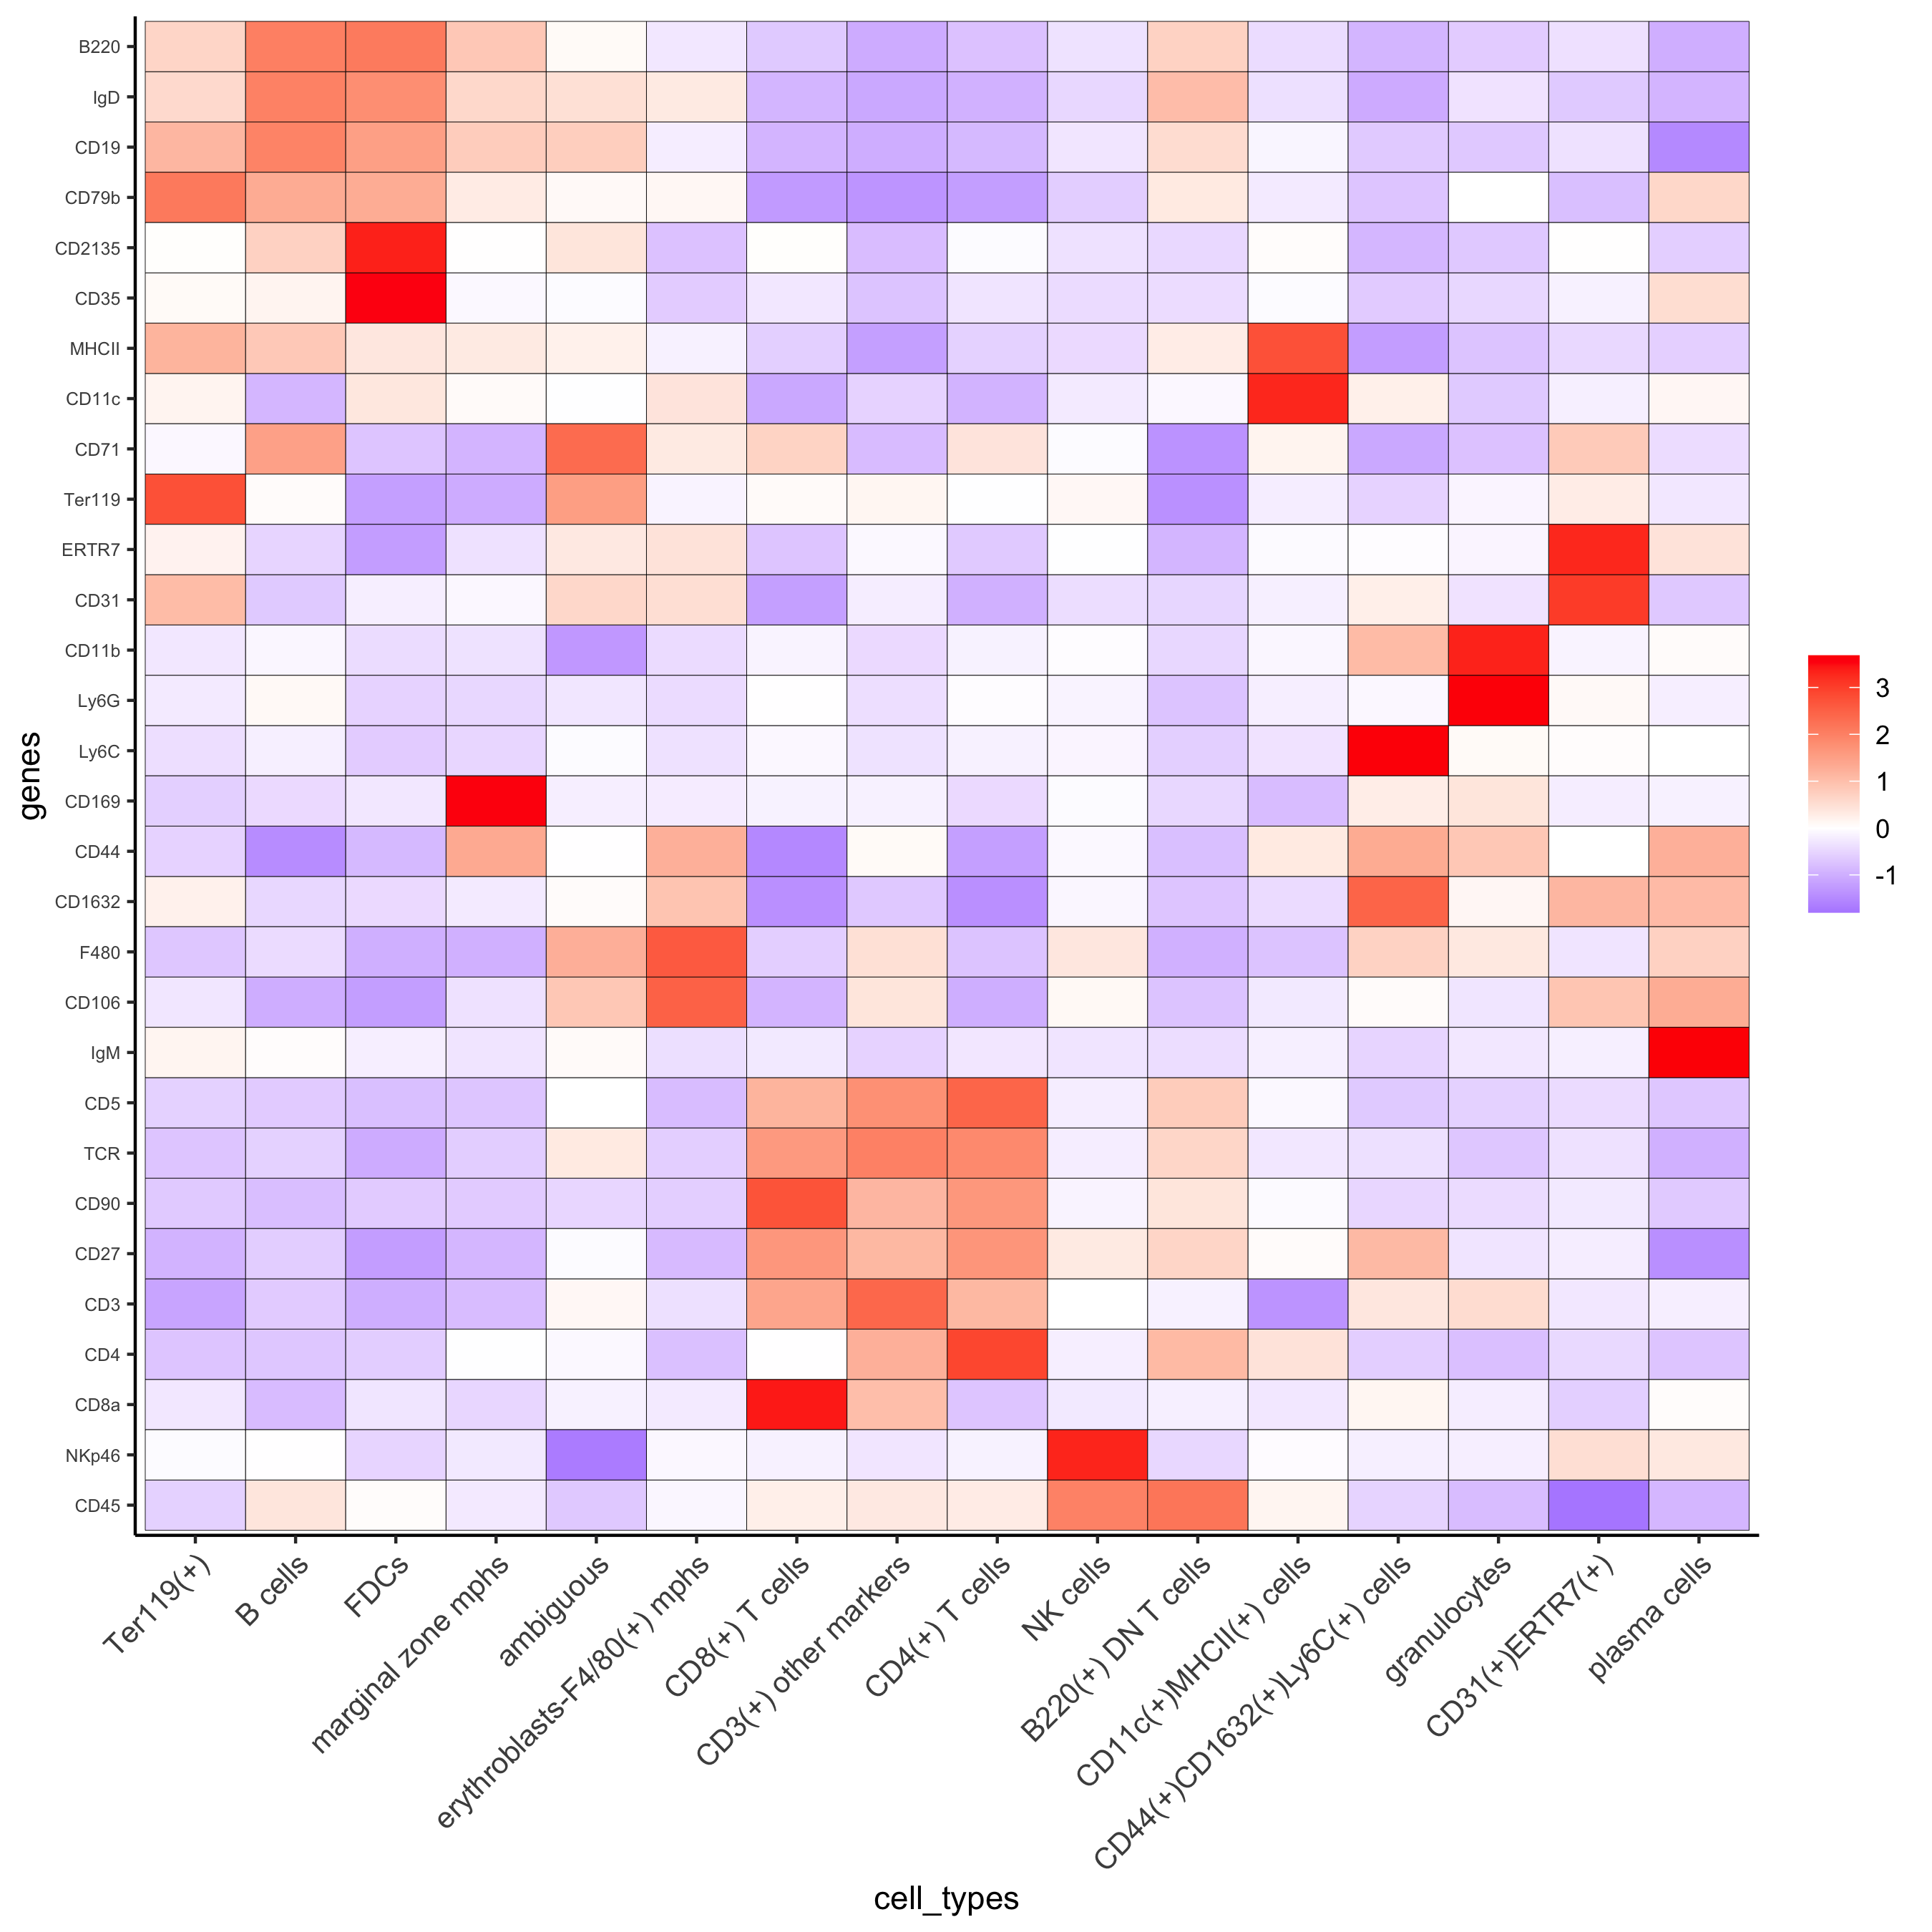 B220
IgD
CD19
CD79b
CD2135
CD35
MHCII
CD11c
CD71
Ter119
ERTR7
CD31
CD11b
Ly6G
Ly6C
CD169
CD44
CD1632
F480
CD106
IgM
CD5
TCR
CD90
CD27
CD3
CD4
CD8a
NKp46
CD45
genes
Ter119(+)
B cells
FDCs
marginal zone mphs
ambiguous
erythroblasts-F4/80(+) mphs
CD8(+) T cells
CD3(+) other markers
CD4(+) T cells
NK cells
B220(+) DN T cells
CD11c(+)MHCII(+) cells
CD44(+)CD1632(+)Ly6C(+) cells
granulocytes
CD31(+)ERTR7(+)
plasma cells
cell_types
3
2
1
0
-1